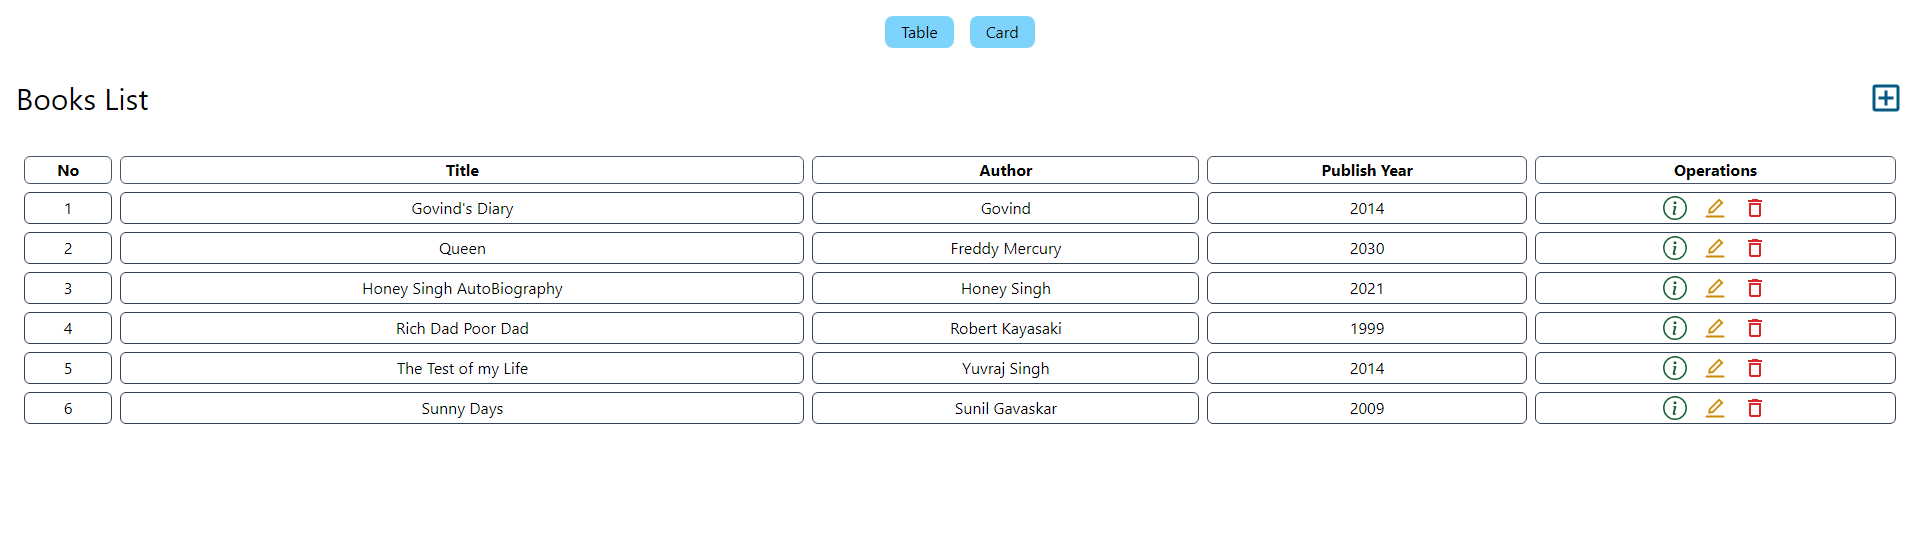 Table Card
Books List
No Title Author Publish Year Operations
1 Govind's Diary Govind 2014
2 Queen Freddy Mercury 2030
3 Honey Singh AutoBiography Honey Singh 2021
4 Rich Dad Poor Dad Robert Kayasaki 1999
5 The Test of my Life Yuvraj Singh 2014
6 Sunny Days Sunil Gavaskar 2009